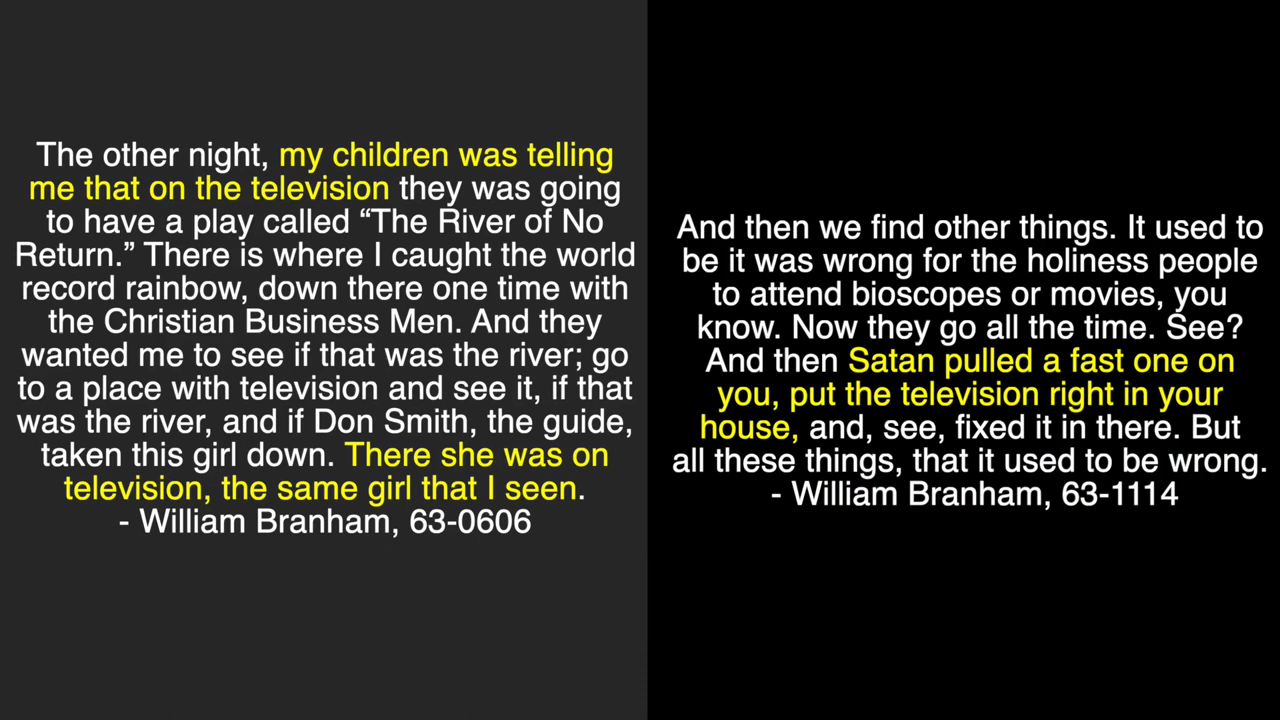 The other night, my children was telling
me that on the television they was going
to have a play called “The River of No
Return.” There is where I caught the world
record rainbow, down there one time with
the Christian Business Men. And they
wanted me to see if that was the river; go
to a place with television and see it, if that
was the river, and if Don Smith, the guide,
taken this girl down. There she was on
television, the same girl that I seen.
- William Branham, 63-0606
And then we find other things. It used to
be it was wrong for the holiness people
to attend bioscopes or movies, you
know. Now they go all the time. See?
And then Satan pulled a fast one on
you, put the television right in your
house, and, see, fixed it in there. But
all these things, that it used to be wrong.
- William Branham, 63-1114